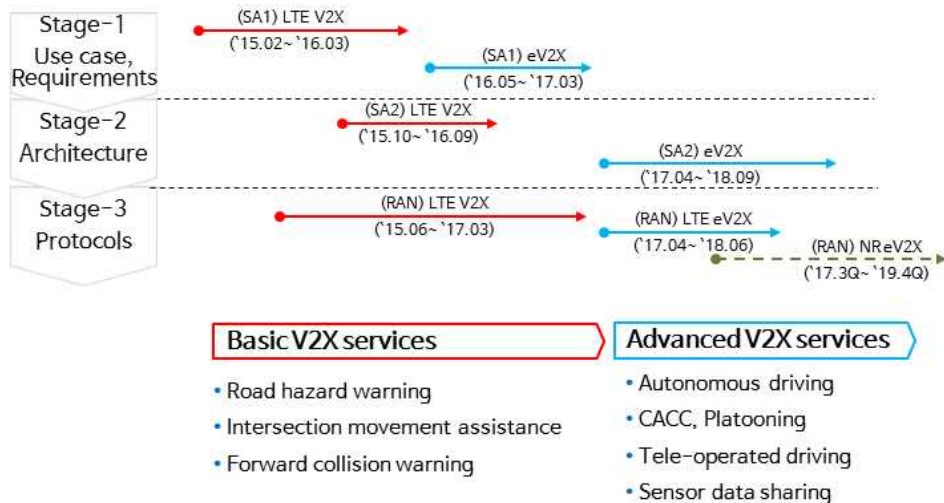 Stage-1
Use case,
Requirements
(SA1) LTE V2X
(`15.02~ `16.03)
(SA1) eV2X
(`16.05~ `17.03)
Stage-2
Architecture
(SA2) LTE V2X
(`15.10~ `16.09)
(SA2) eV2X
(`17.04~ `18.09)
Stage-3
Protocols
(RAN) LTE V2X
(`15.06~ `17.03)
(RAN) LTE eV2X
(`17.04~ `18.06)
(RAN) NR eV2X
(`17.3Q~ `19.4Q)
Basic V2X services
• Road hazard warning
• Intersection movement assistance
• Forward collision warning
Advanced V2X services
• Autonomous driving
• CACC, Platooning
• Tele-operated driving
• Sensor data sharing